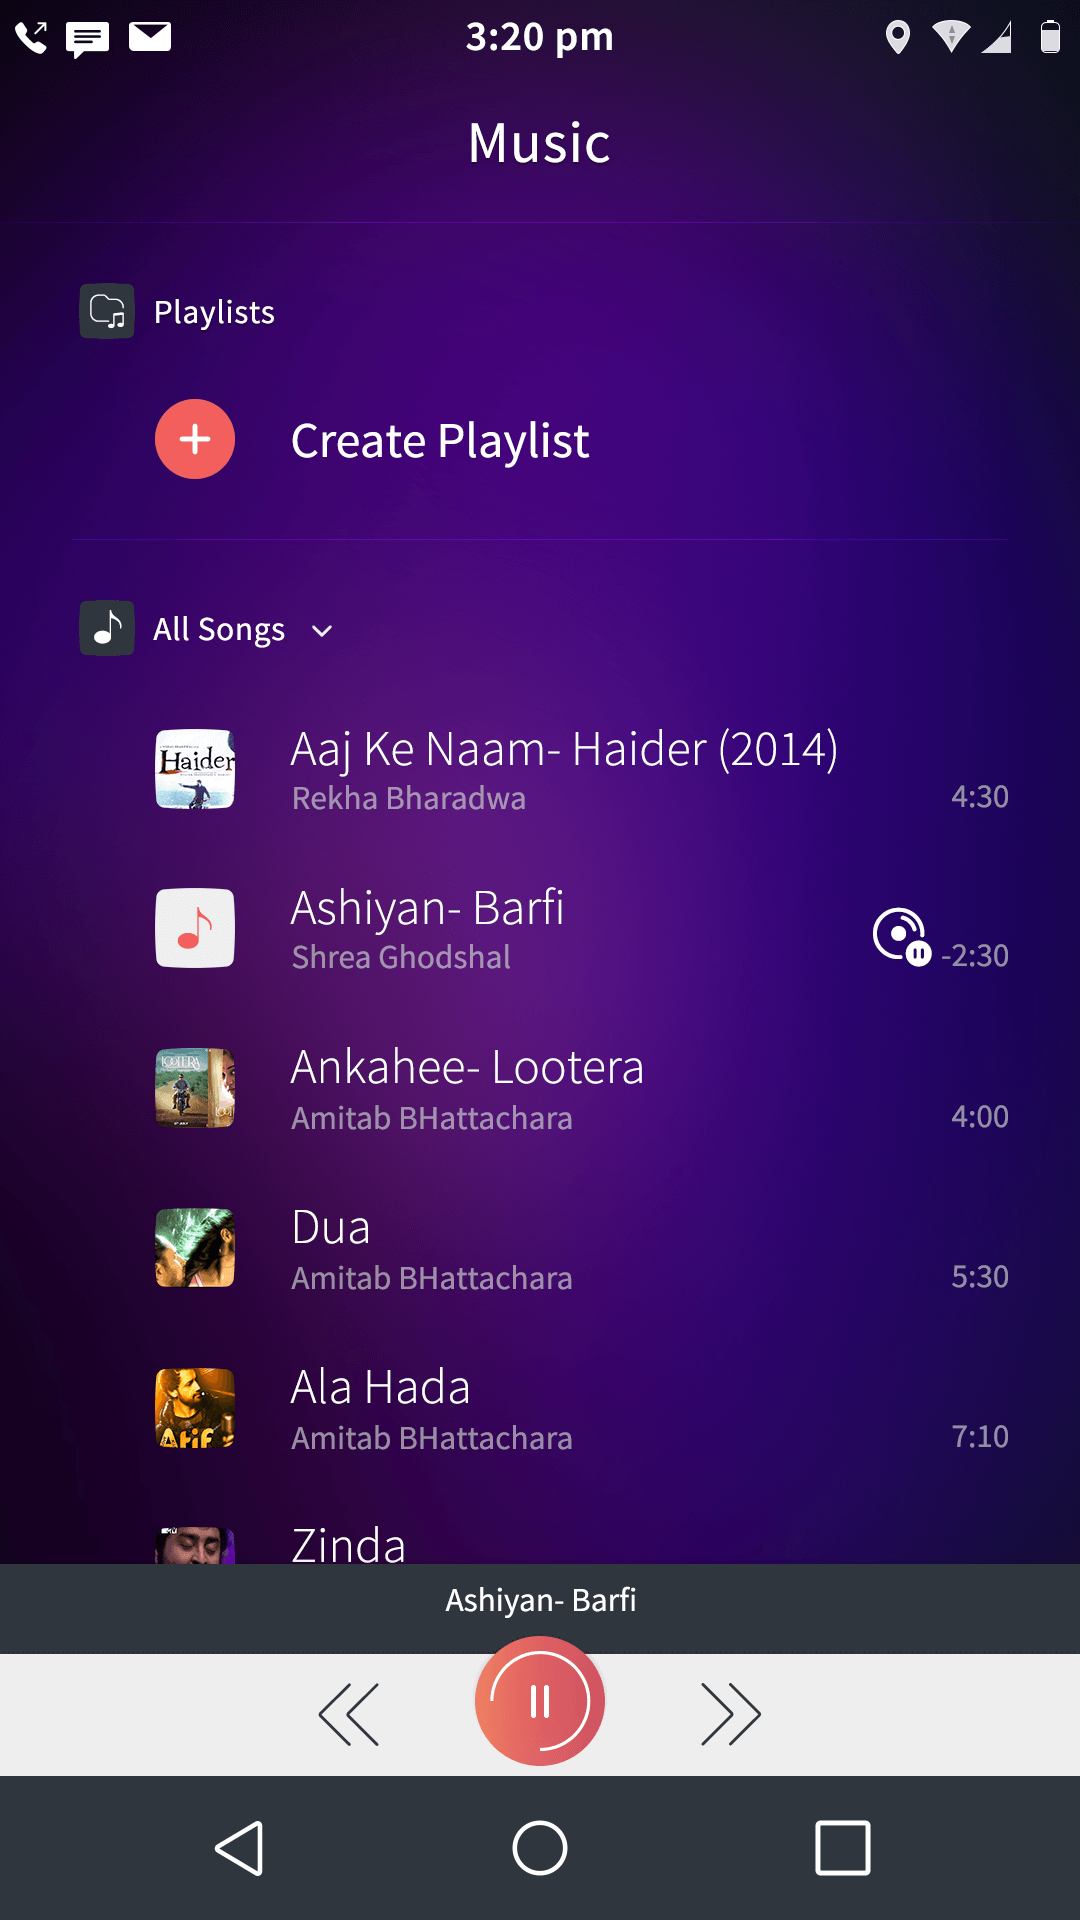 3:20 pm
Music
Playlists
Create Playlist
All Songs
Haider
Aaj Ke Naam- Haider (2014)
Rekha Bharadwa
4:30
Ashiyan- Barfi
Shrea Ghodshal
-2:30
LOOTERA
Ankahee- Lootera
Amitab BHattachara
4:00
Dua
Amitab BHattachara
5:30
Atif
Ala Hada
Amitab BHattachara
7:10
Zinda
Ashiyan- Barfi